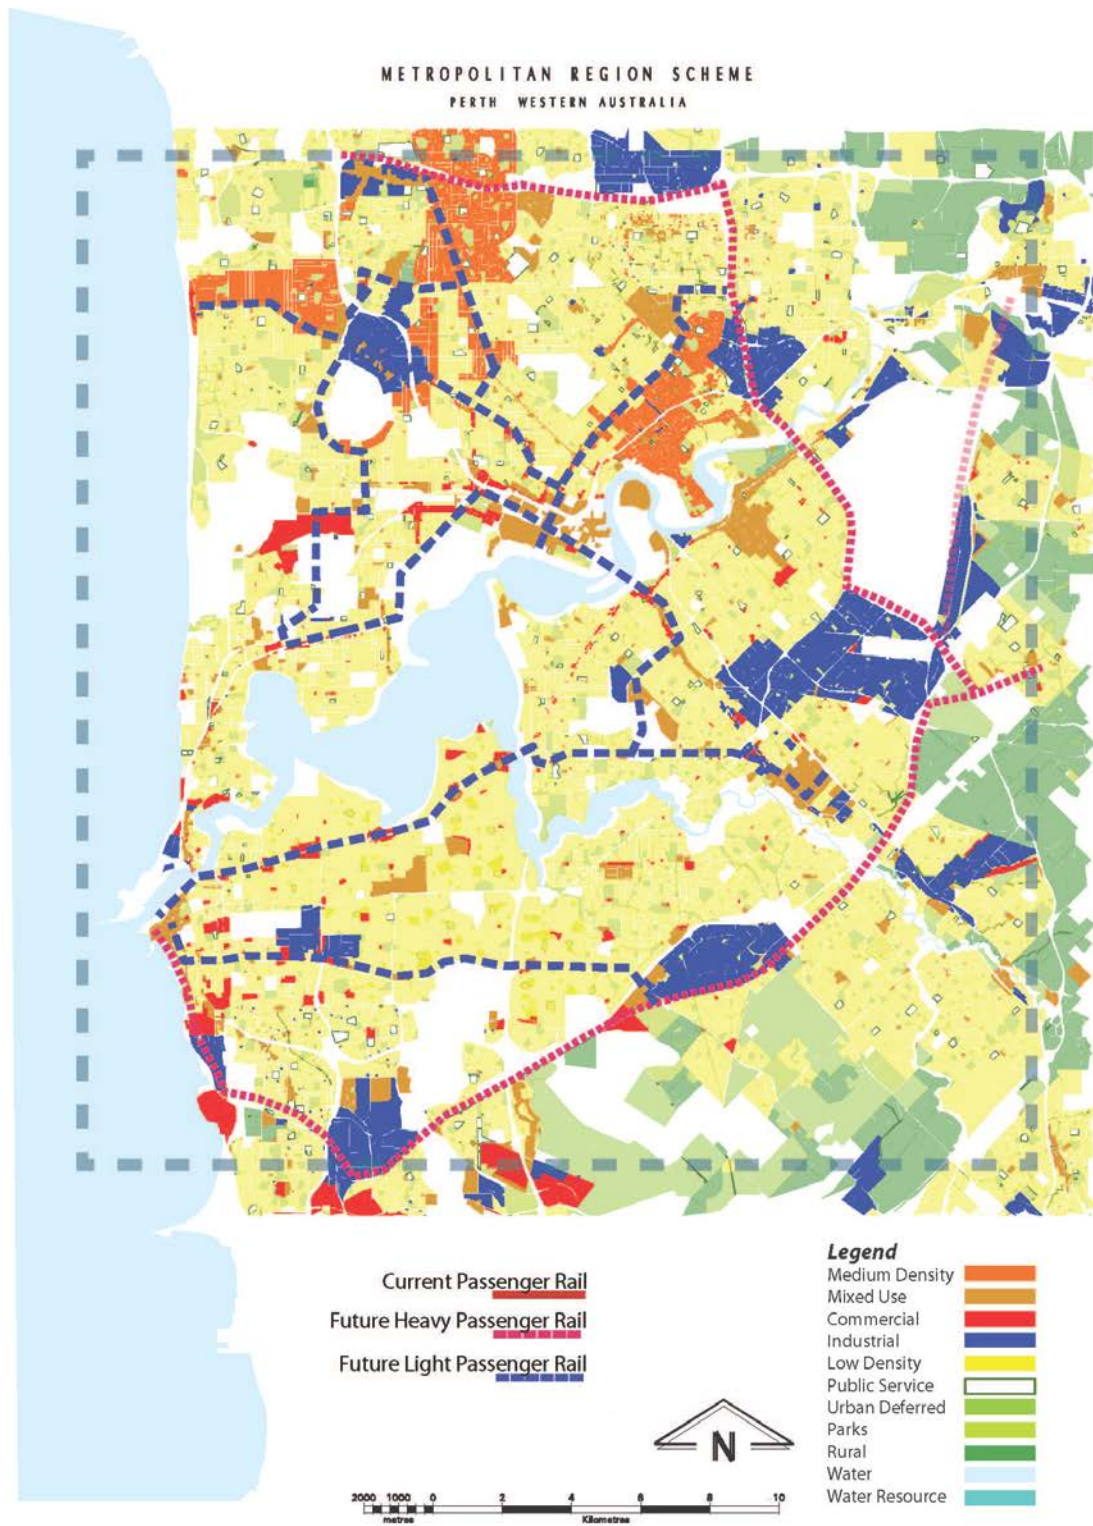 METROPOLITAN REGION SCHEME
PERTH WESTERN AUSTRALIA
Current Passenger Rail
Future Heavy Passenger Rail
Future Light Passenger Rail
Legend
Medium Density
Mixed Use
Commercial
Industrial
Low Density
Public Service
Urban Deferred
Parks
Rural
Water
Water Resource
N
2000 1000 0 2 4 6 8 10
metres Kilometres